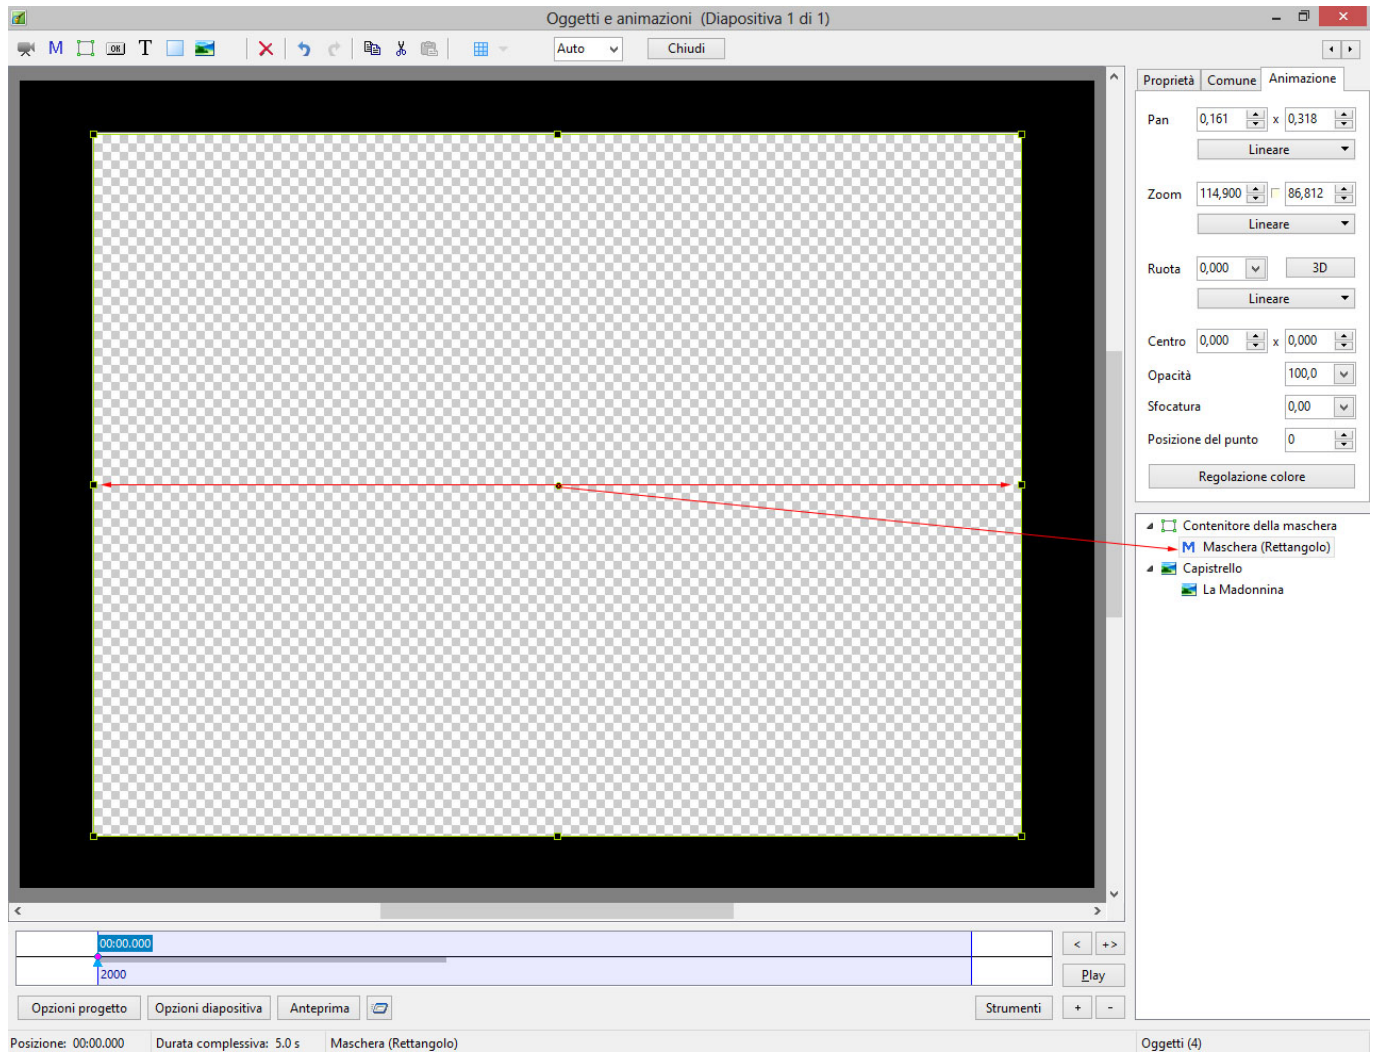 Oggetti e animazioni (Diapositiva 1 di 1)
M OK T Auto Chiudi
Proprietà Comune Animazione
Pan 0,161 x 0,318
Lineare
Zoom 114,900 86,812
Lineare
Ruota 0,000 3D
Lineare
Centro 0,000 x 0,000
Opacità 100,0
Sfocatura 0,00
Posizione del punto 0
Regolazione colore
Contenitore della maschera
M Maschera (Rettangolo)
Capistrello
La Madonnina
00:00.000
< +>
2000
Play
Opzioni progetto Opzioni diapositiva Anteprima Strumenti + -
Posizione: 00:00.000 Durata complessiva: 5.0 s Maschera (Rettangolo) Oggetti (4)